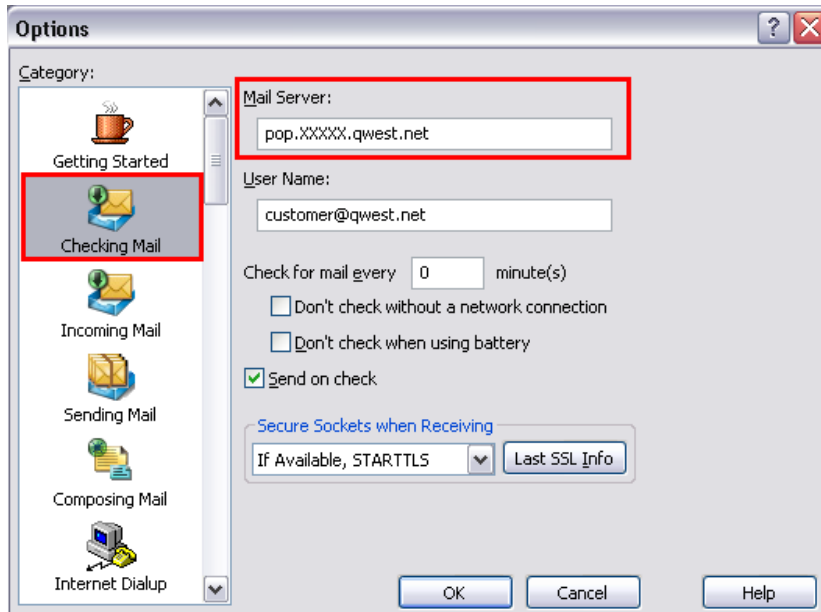 Options
Category:
Getting Started
Checking Mail
Incoming Mail
Sending Mail
Composing Mail
Internet Dialup
Mail Server:
pop.XXXXX.qwest.net
User Name:
customer@qwest.net
Check for mail every 0 minute(s)
Don't check without a network connection
Don't check when using battery
Send on check
Secure Sockets when Receiving
If Available, STARTTLS Last SSL Info
OK Cancel Help